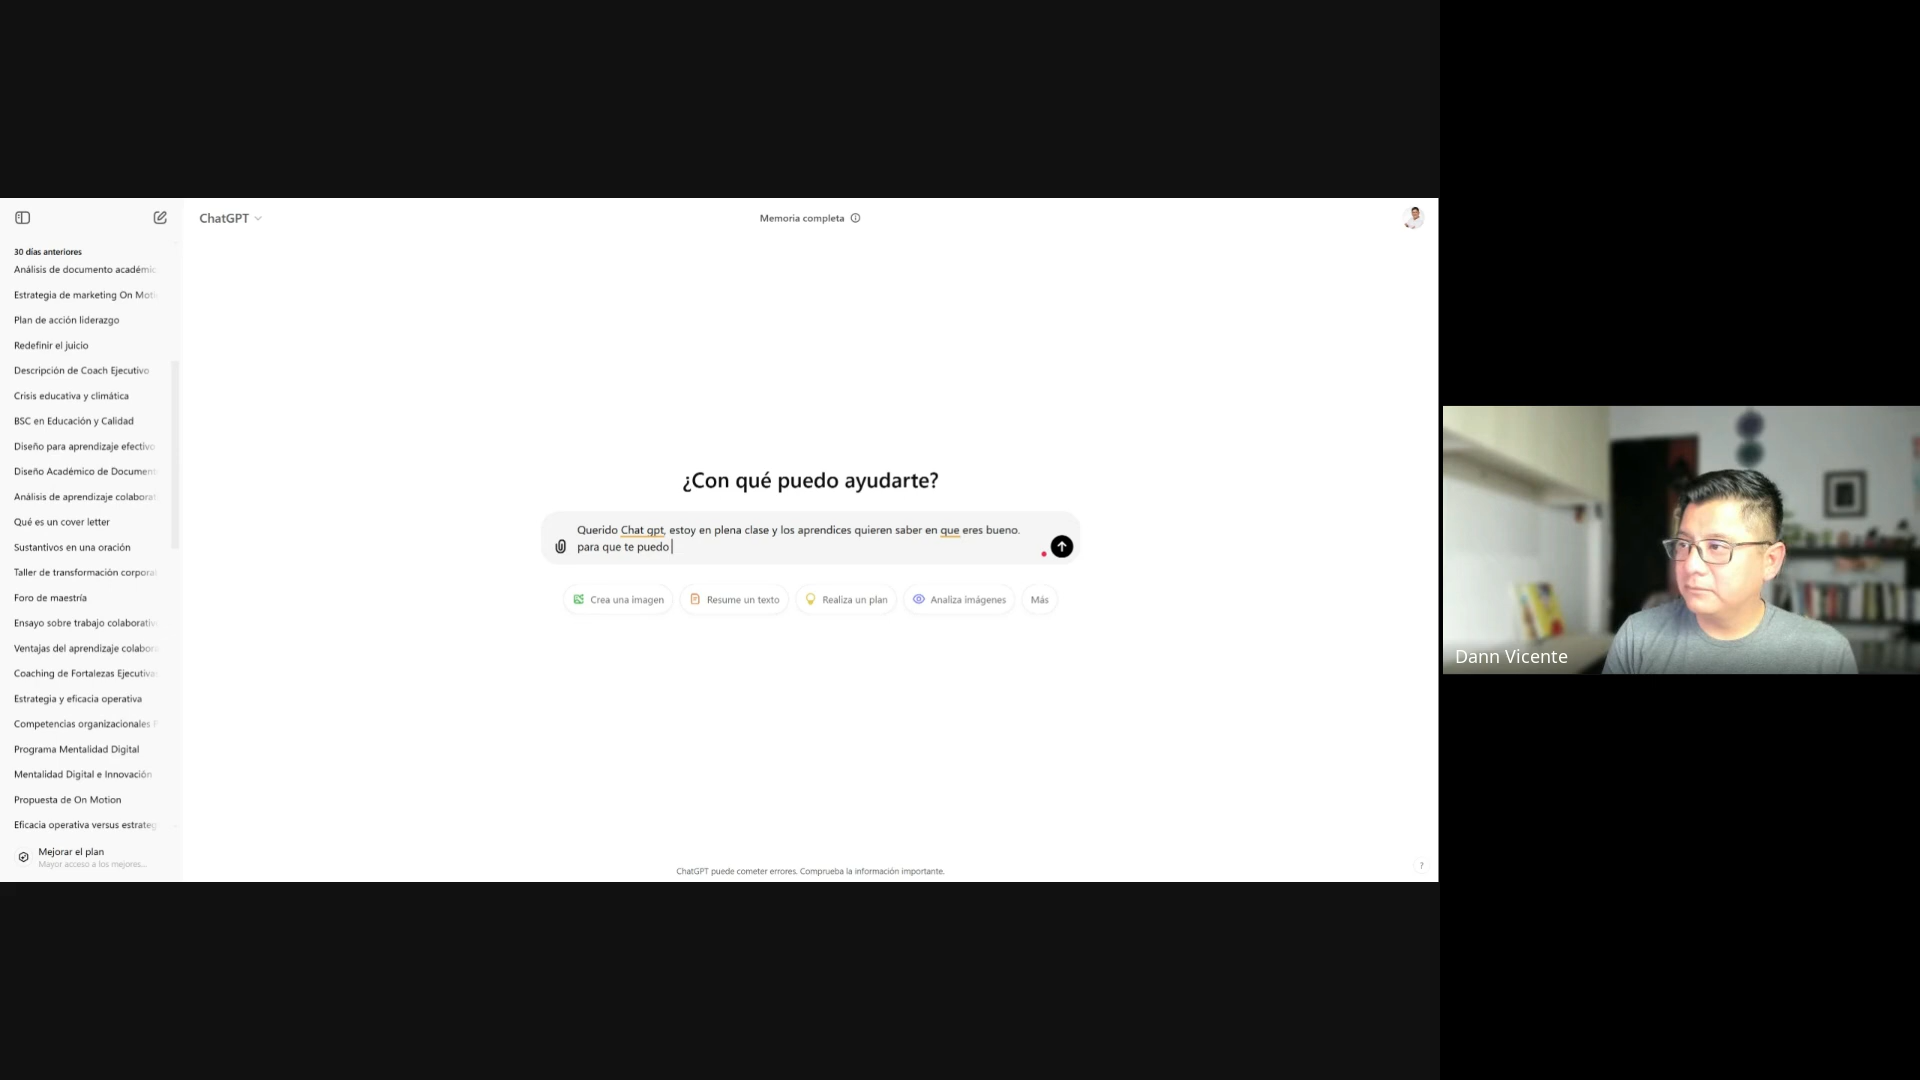 ChatGPT
Memoria completa
30 días anteriores
Análisis de documento académic
Estrategia de marketing On Moti
Plan de acción liderazgo
Redefinir el juicio
Descripción de Coach Ejecutivo
Crisis educativa y climática
BSC en Educación y Calidad
Diseño para aprendizaje efectivo
Diseño Académico de Document
Análisis de aprendizaje colaborat
Qué es un cover letter
Sustantivos en una oración
Taller de transformación corpora
Foro de maestría
Ensayo sobre trabajo colaborativ
Ventajas del aprendizaje colabora
Coaching de Fortalezas Ejecutiva
Estrategia y eficacia operativa
Competencias organizacionales
Programa Mentalidad Digital
Mentalidad Digital e Innovación
Propuesta de On Motion
Eficacia operativa versus estrateg
Mejorar el plan
Mayor acceso a los mejores...
¿Con qué puedo ayudarte?
Querido Chat gpt, estoy en plena clase y los aprendices quieren saber en que eres bueno.
para que te puedo
Crea una imagen
Resume un texto
Realiza un plan
Analiza imágenes
Más
ChatGPT puede cometer errores. Comprueba la información importante.
?
Dann Vicente